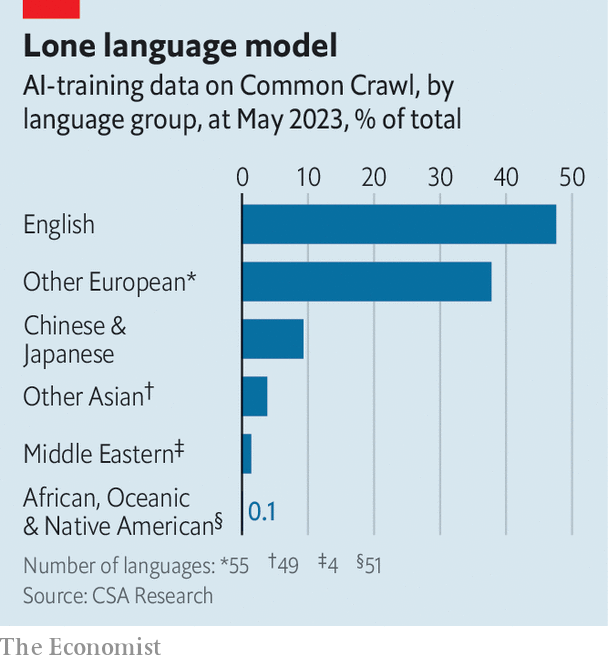 Lone language model
AI-training data on Common Crawl, by
language group, at May 2023, % of total
0 10 20 30 40 50
English
Other European*
Chinese &
Japanese
Other Asian†
Middle Eastern‡
African, Oceanic
& Native American§ 0.1
Number of languages: *55 †49 ‡4 §51
Source: CSA Research
The Economist